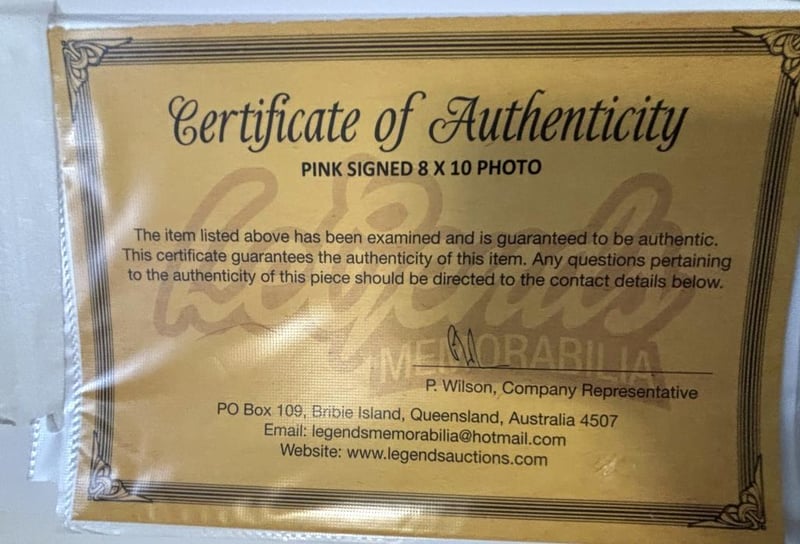 Certificate of Authenticity
PINK SIGNED 8 X 10 PHOTO
Legends
MEMORABILIA
The item listed above has been examined and is guaranteed to be authentic.
This certificate guarantees the authenticity of this item. Any questions pertaining
to the authenticity of this piece should be directed to the contact details below.
P. Wilson, Company Representative
PO Box 109, Bribie Island, Queensland, Australia 4507
Email: legendsmemorabilia@hotmail.com
Website: www.legendsauctions.com